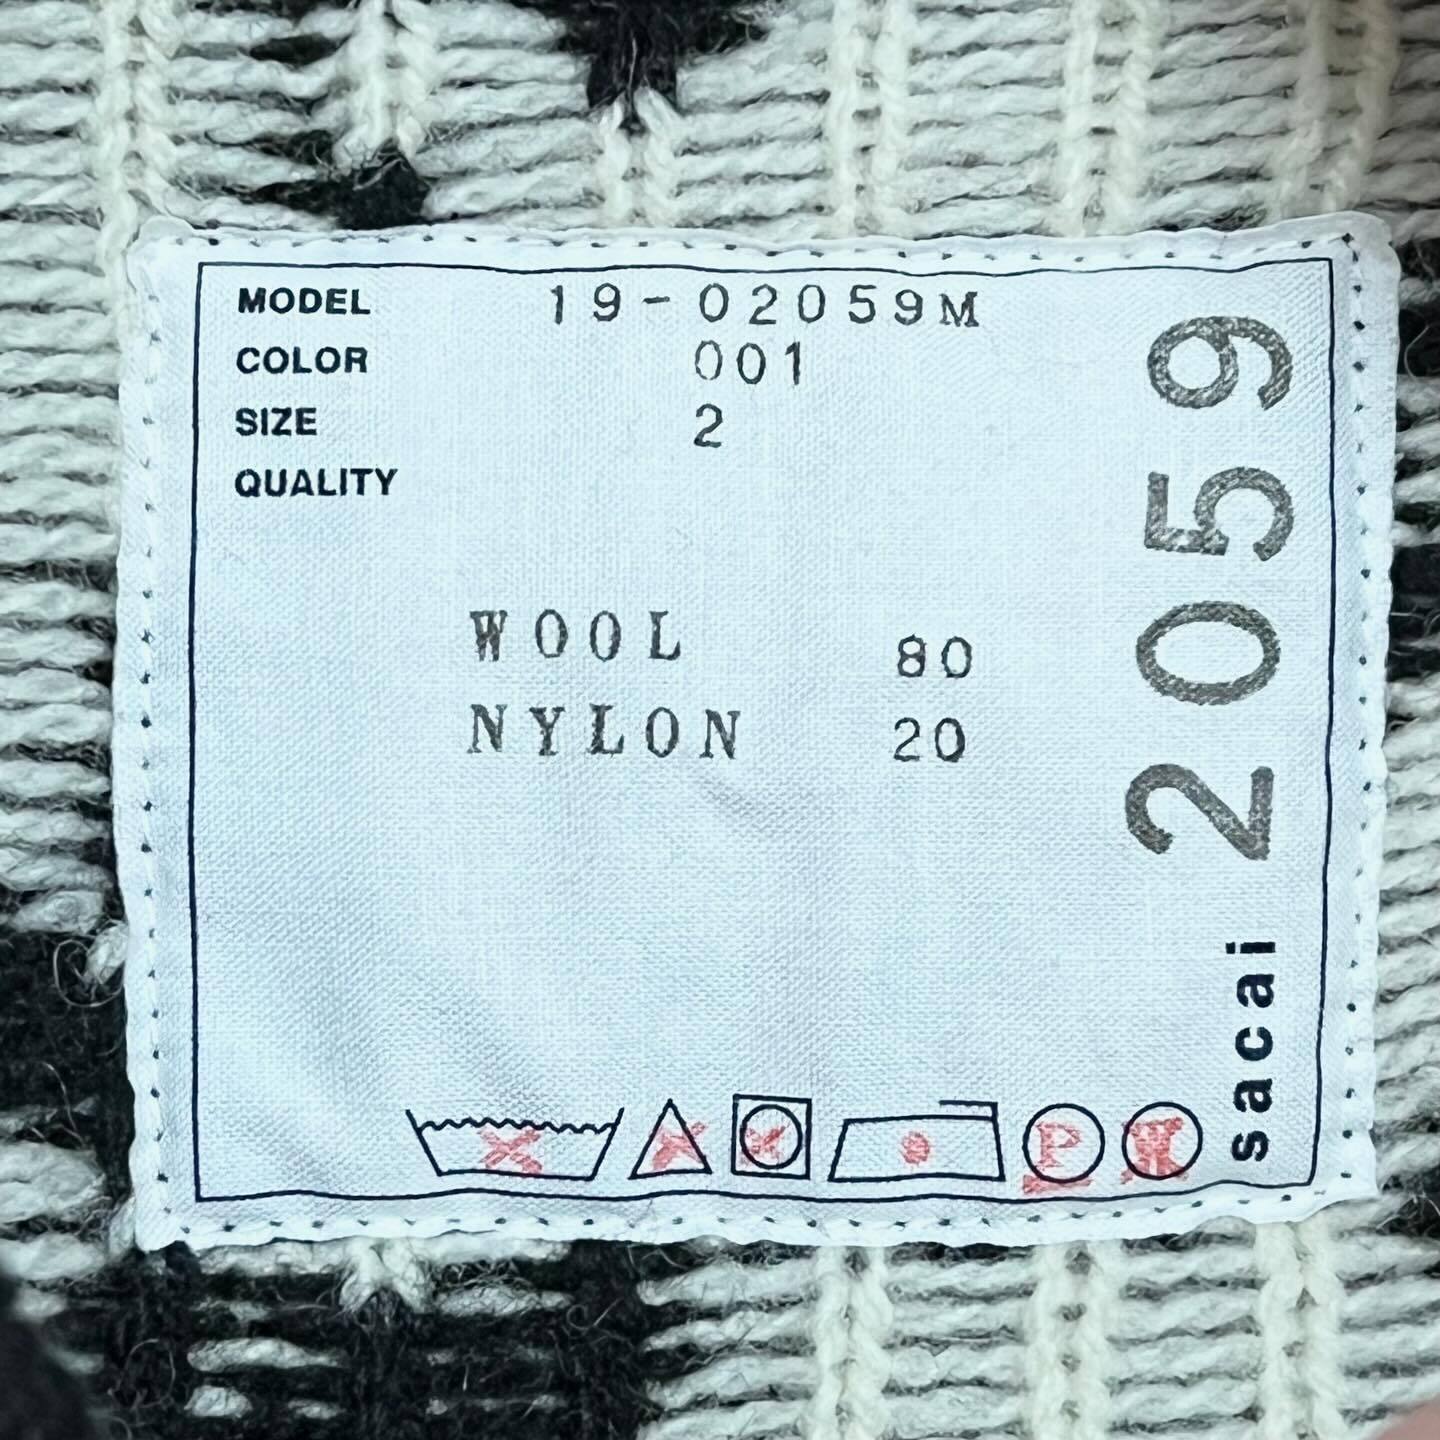 MODEL 19-02059M
COLOR 001
SIZE 2
QUALITY
WOOL 80
NYLON 20
P
sacai 2059